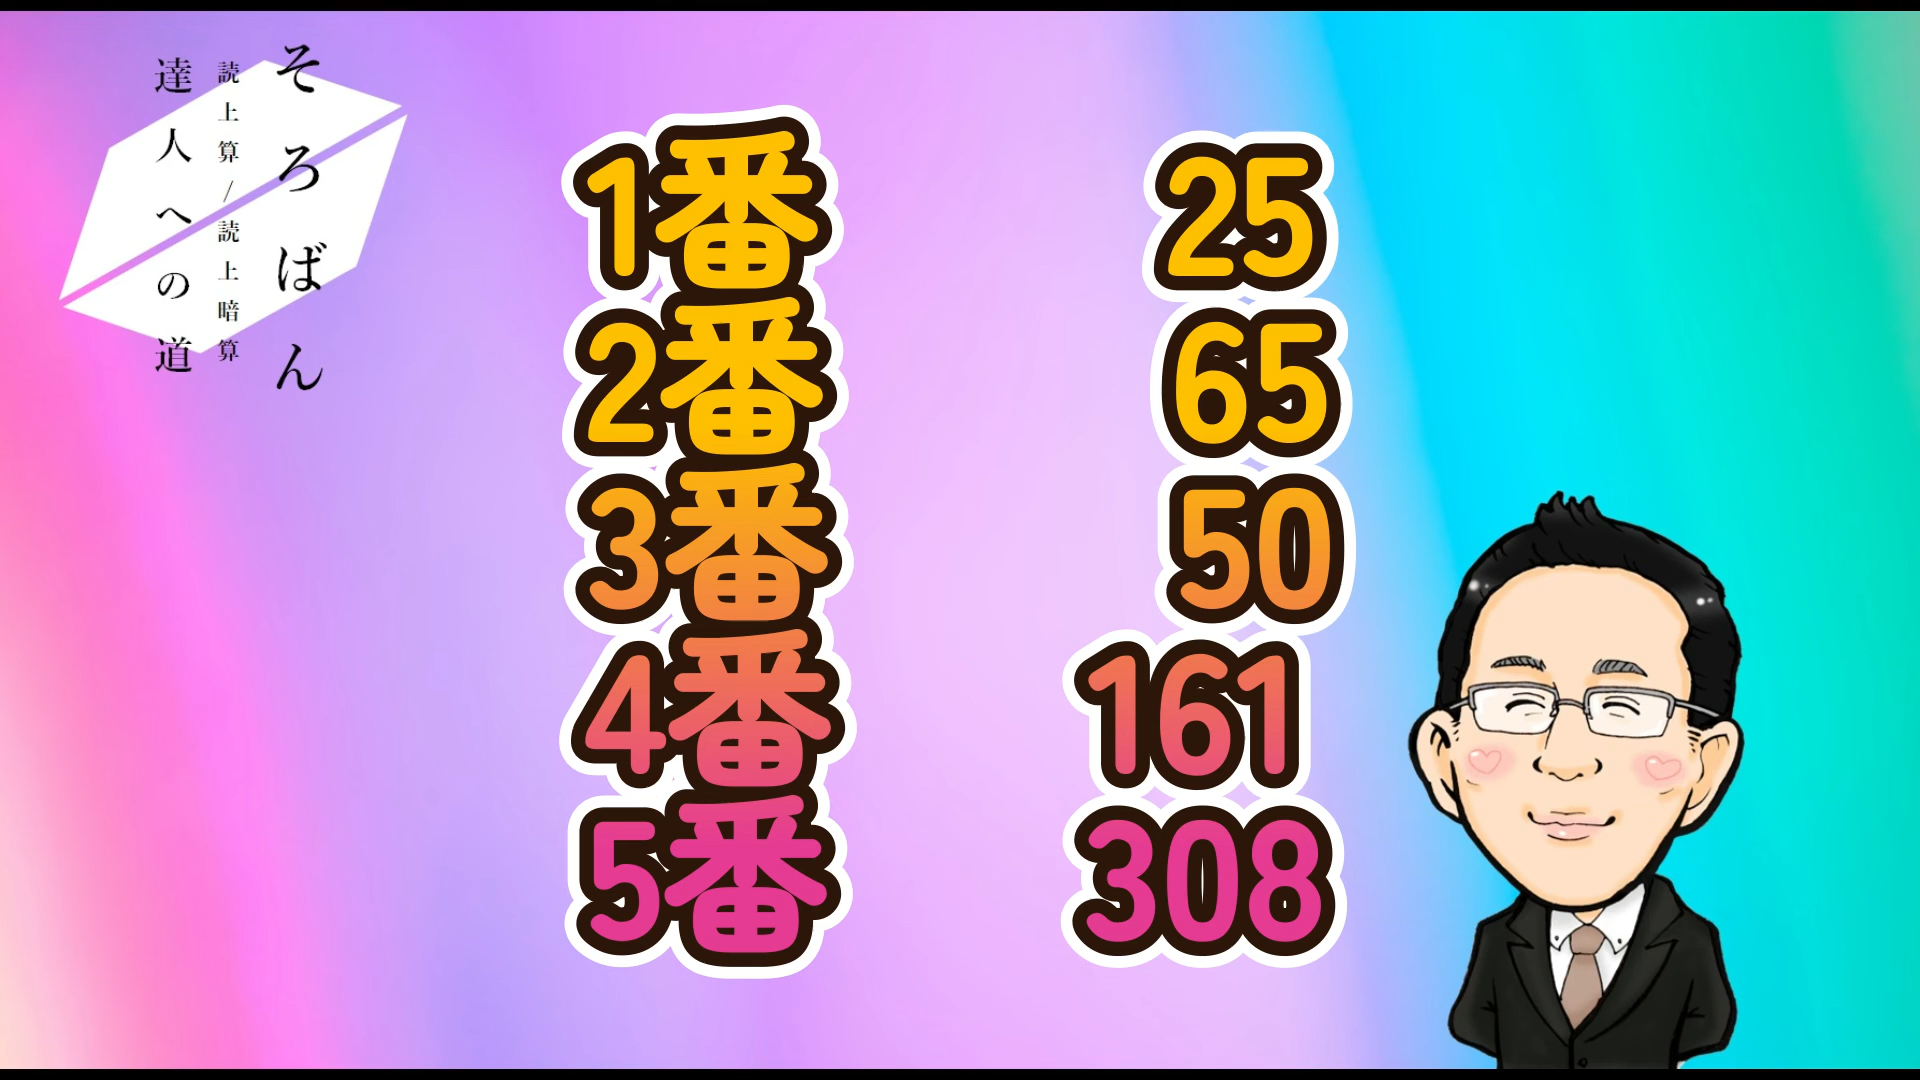 そろばん
読上算/読上暗算
達人への道
1番 25
2番 65
3番 50
4番 161
5番 308